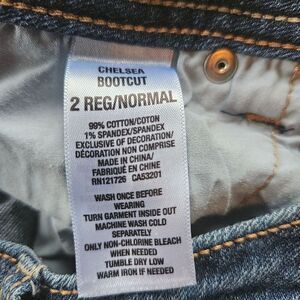 CHELSEA
BOOTCUT
2 REG/NORMAL
99% COTTON/COTON
1% SPANDEX/SPANDEX
EXCLUSIVE OF DECORATION/
DÉCORATION NON COMPRISE
MADE IN CHINA/
FABRIQUÉ EN CHINE
RN121726 CA53201
WASH ONCE BEFORE
WEARING
TURN GARMENT INSIDE OUT
MACHINE WASH COLD
SEPARATELY
ONLY NON-CHLORINE BLEACH
WHEN NEEDED
TUMBLE DRY LOW
WARM IRON IF NEEDED